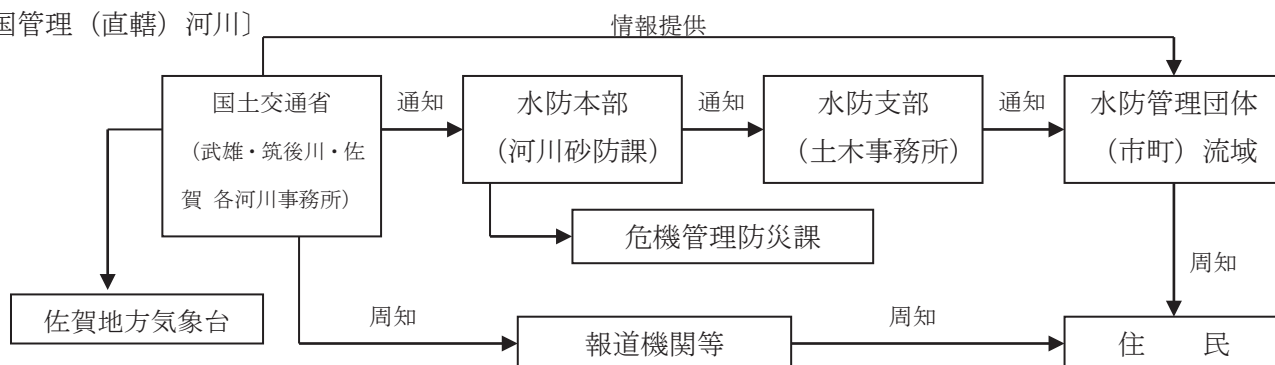 国管理（直轄）河川〕
情報提供
国土交通省
（武雄・筑後川・佐
賀 各河川事務所）
通知
水防本部
（河川砂防課）
通知
水防支部
（土木事務所）
通知
水防管理団体
（市町）流域
危機管理防災課
周知
佐賀地方気象台
周知
報道機関等
周知
住　　民